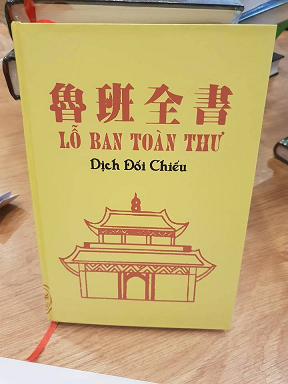 魯班全書
LỖ BAN TOÀN THƯ
Dịch Đối Chiếu